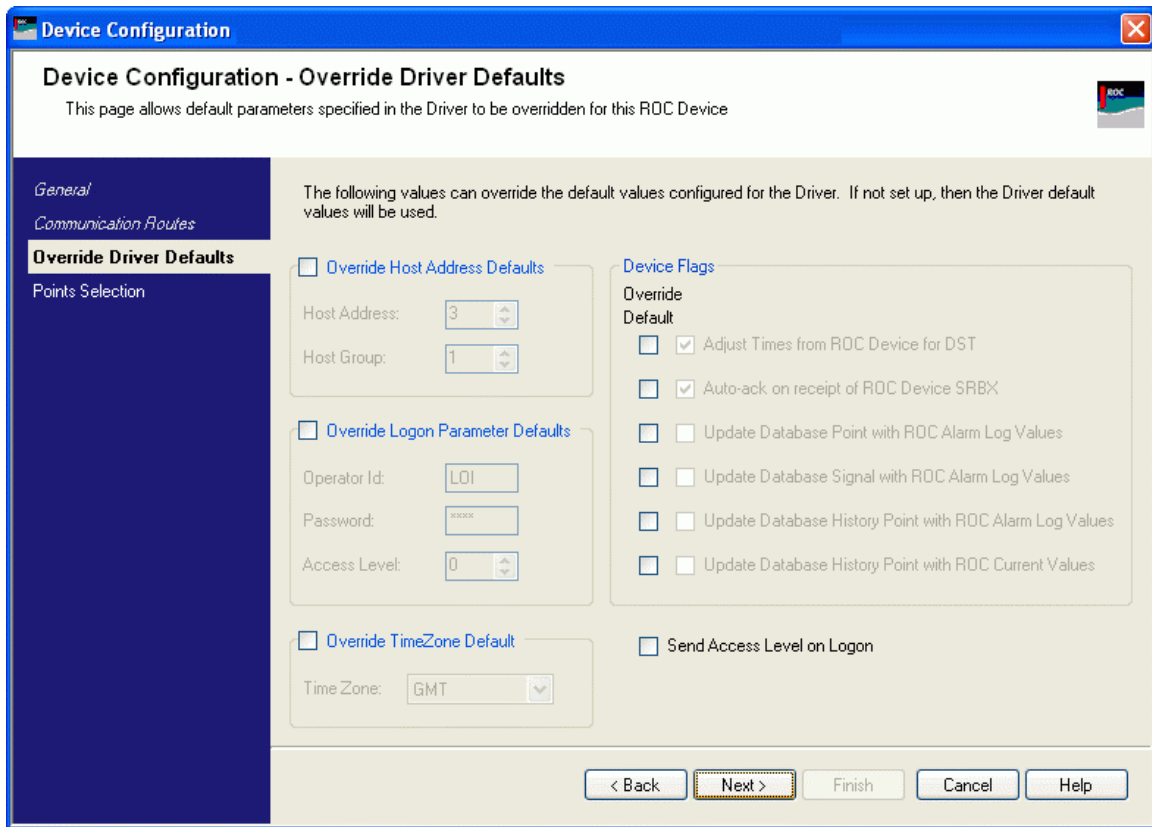 Device Configuration
Device Configuration - Override Driver Defaults
This page allows default parameters specified in the Driver to be overridden for this ROC Device
ROC
General
Communication Routes
Override Driver Defaults
Points Selection
The following values can override the default values configured for the Driver. If not set up, then the Driver default
values will be used.
Override Host Address Defaults
Host Address: 3
Host Group: 1
Override Logon Parameter Defaults
Operator Id: LOI
Password: ××××
Access Level: 0
Override TimeZone Default
Time Zone: GMT
Device Flags
Override
Default
Adjust Times from ROC Device for DST
Auto-ack on receipt of ROC Device SRBX
Update Database Point with ROC Alarm Log Values
Update Database Signal with ROC Alarm Log Values
Update Database History Point with ROC Alarm Log Values
Update Database History Point with ROC Current Values
Send Access Level on Logon
< Back
Next >
Finish
Cancel
Help